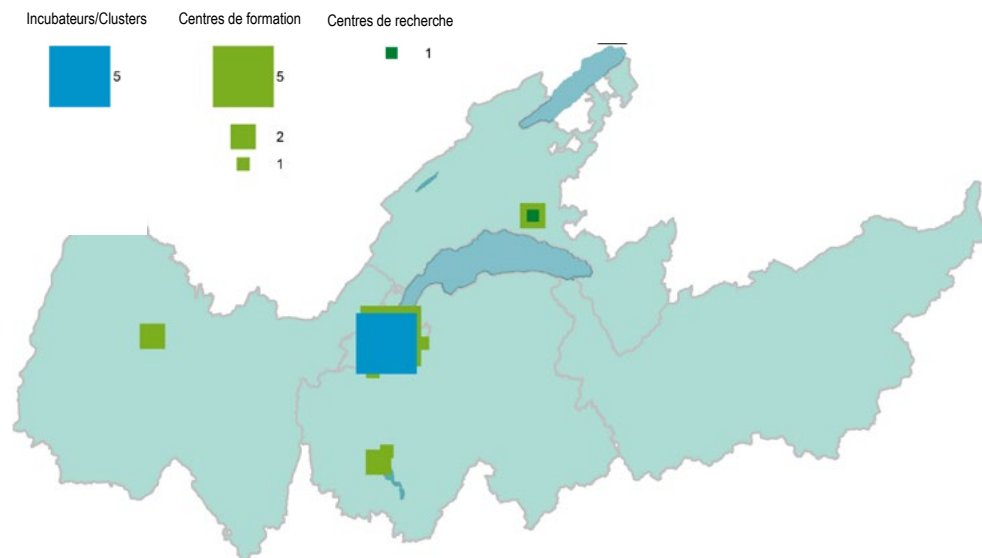 Incubateurs/Clusters
Centres de formation
Centres de recherche
5
5
1
2
1